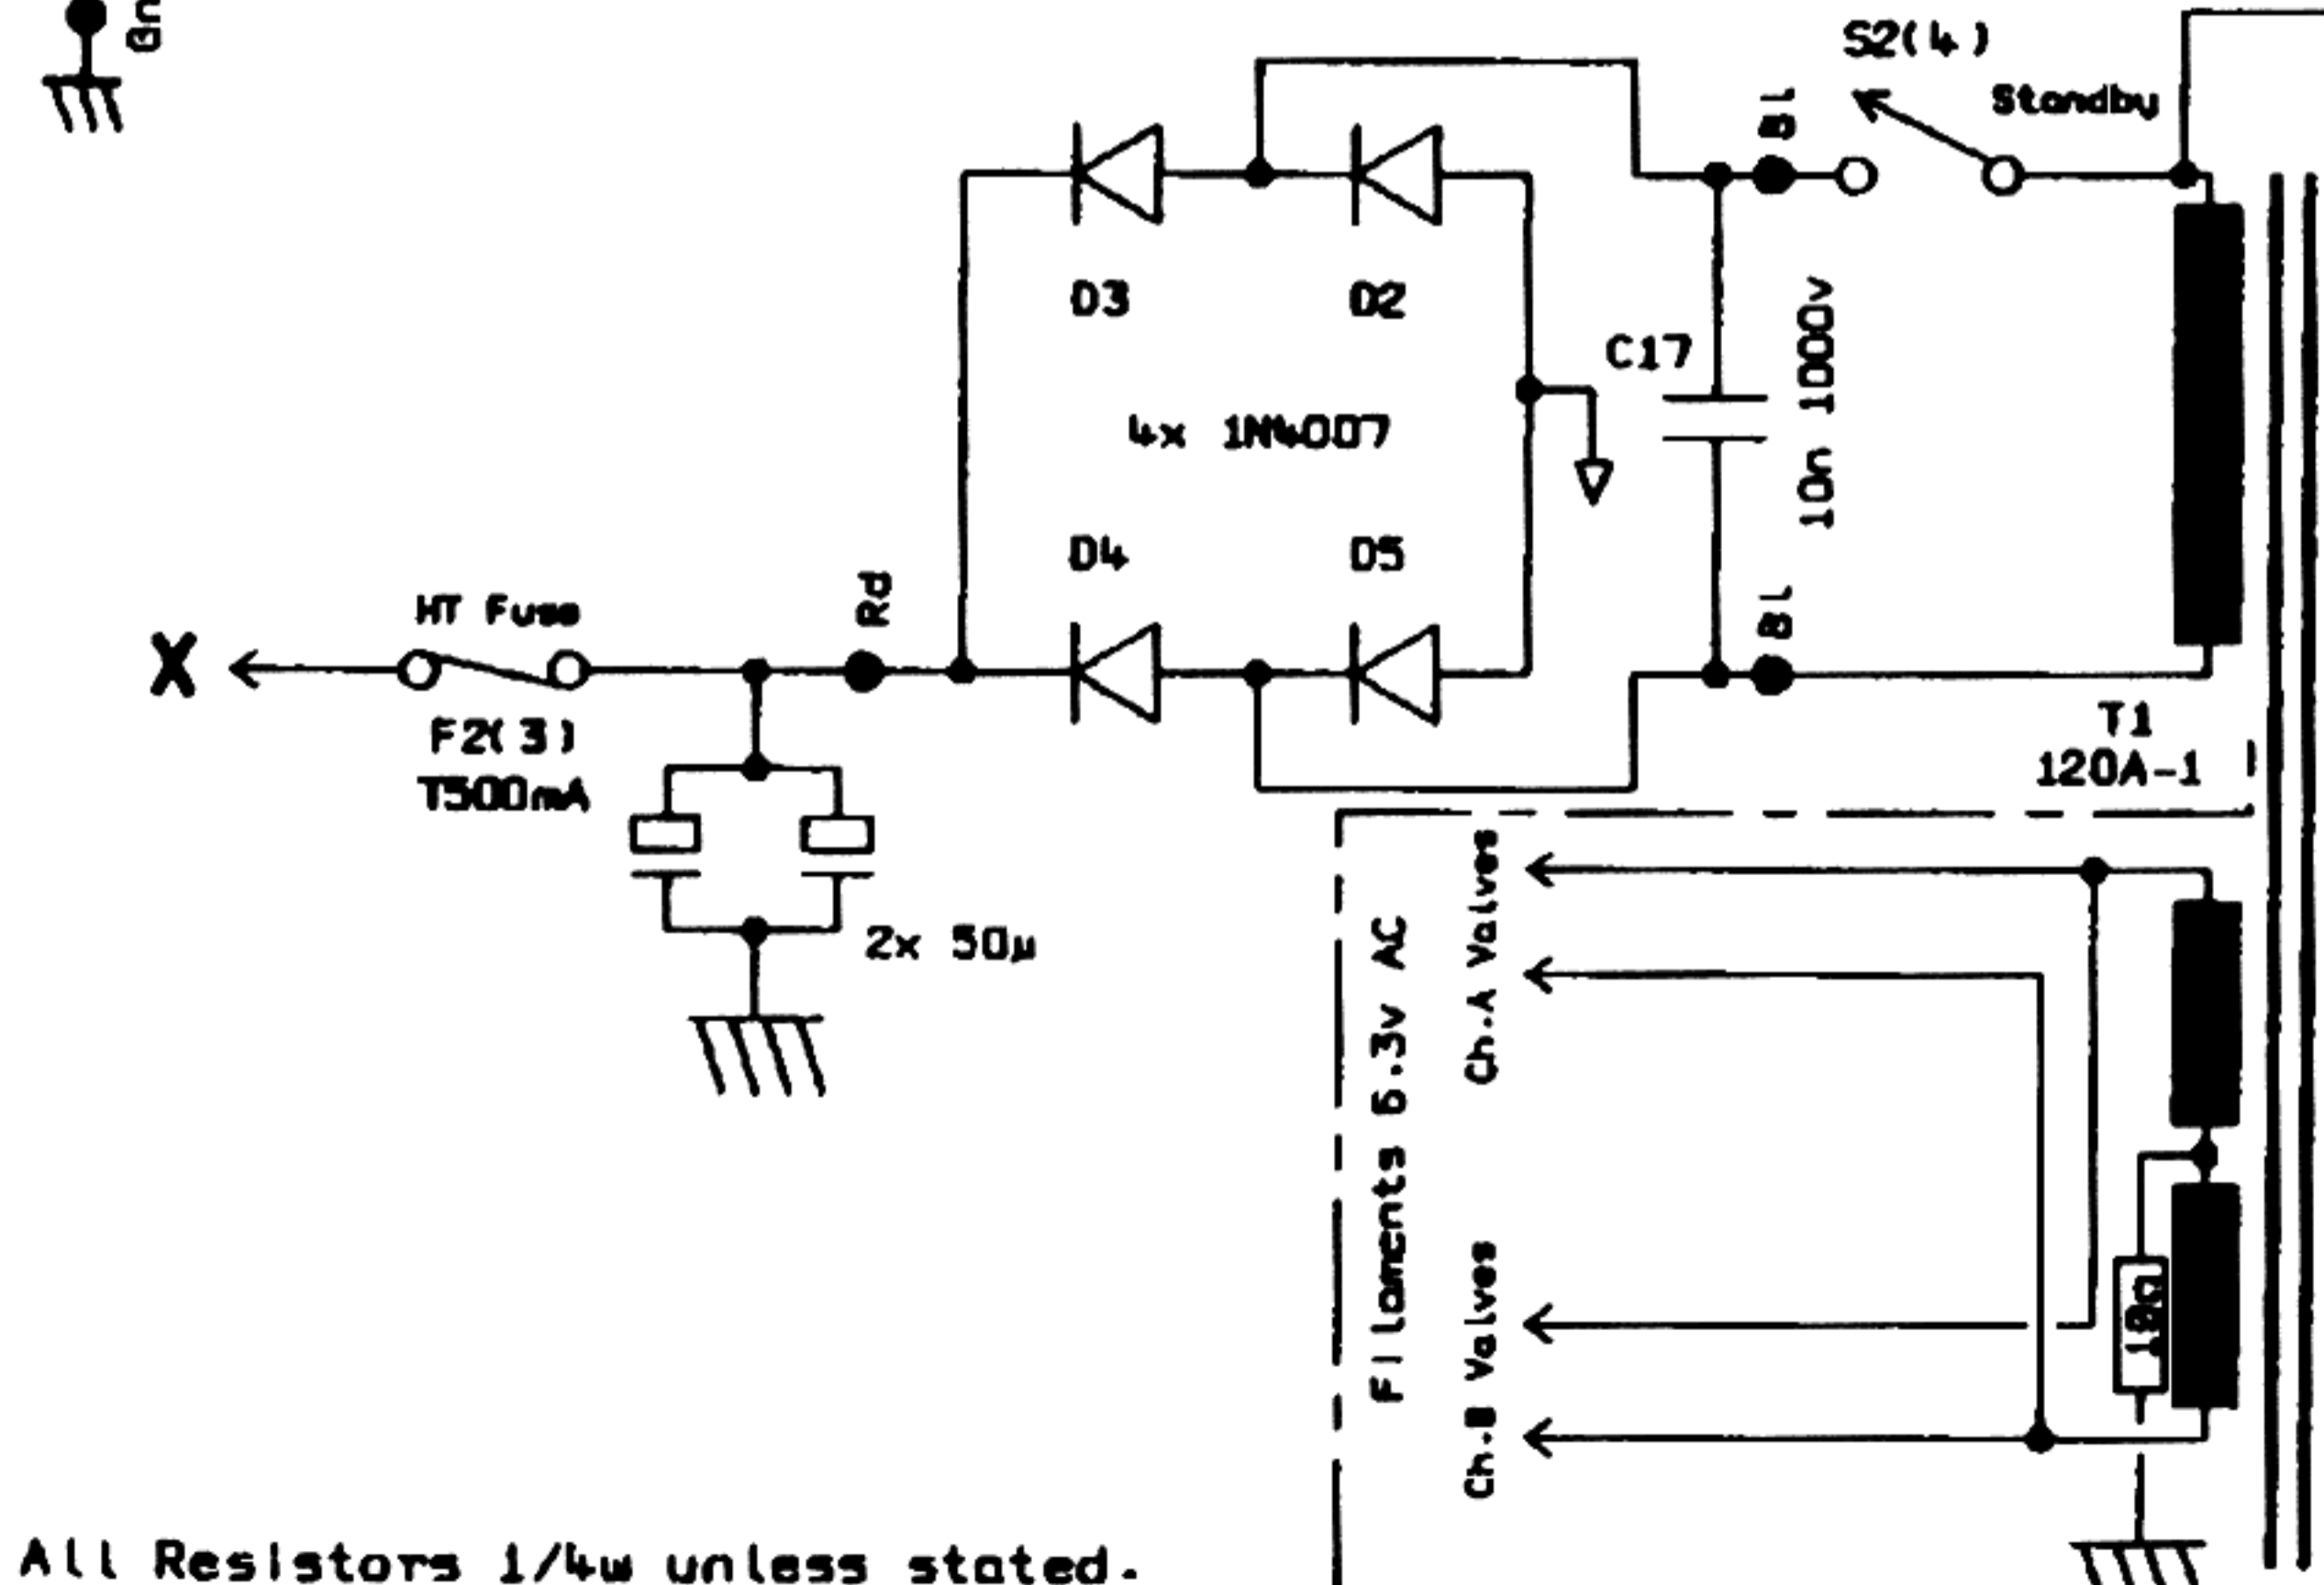 Gn
S2(4)
Standby
Bl
D3
D2
C17
10n 1000v
4x 1N4007
D4
D5
Rd
Bl
HT Fuse
X
F2(3)
T500mA
T1
120A-1
2x 50µ
Filaments 6.3v AC
Ch.A Valves
Ch.B Valves
All Resistors 1/4w unless stated.